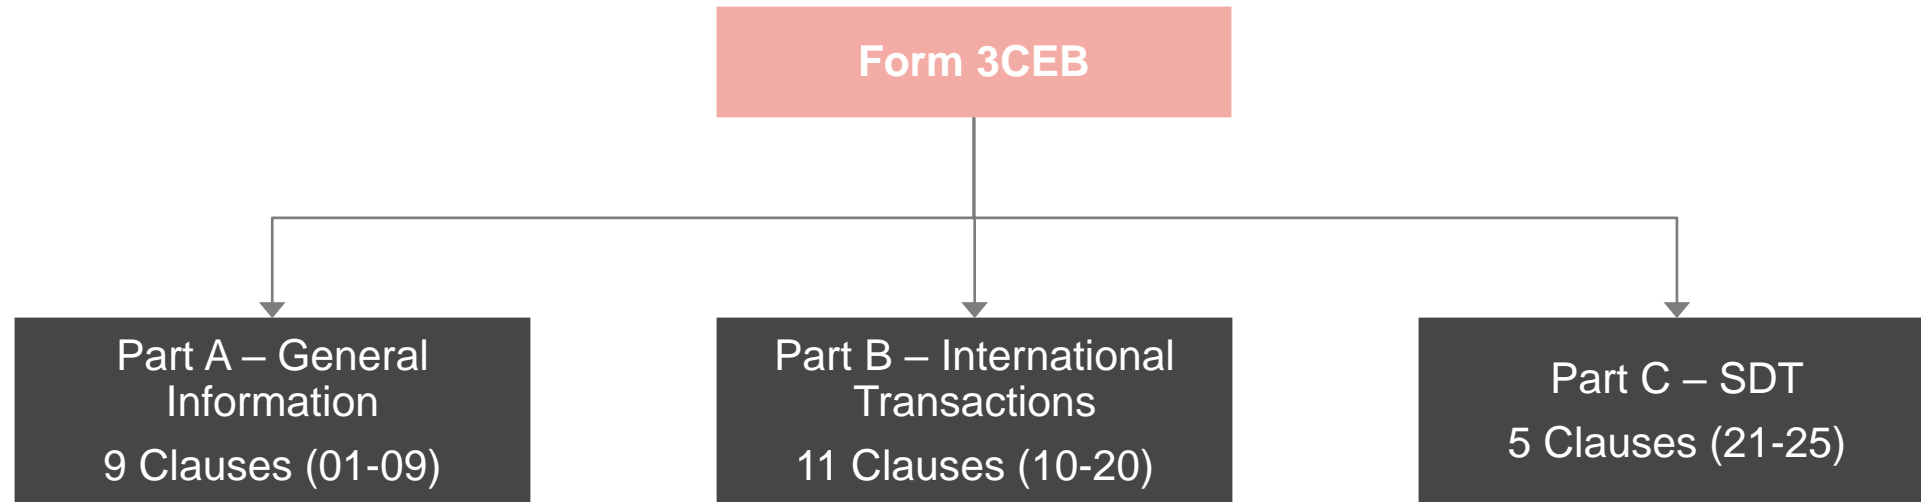 Form 3CEB
Part A – General
Information
9 Clauses (01-09)
Part B – International
Transactions
11 Clauses (10-20)
Part C – SDT
5 Clauses (21-25)